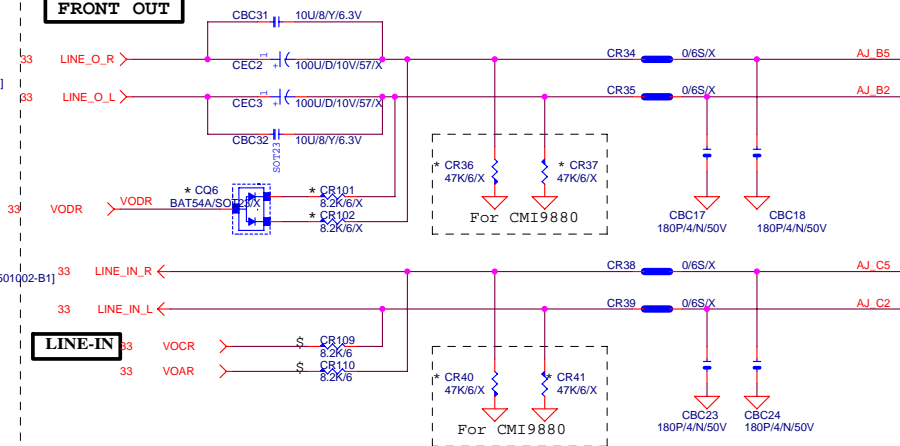 FRONT OUT
CBC31 10U/8/Y/6.3V
33 LINE_O_R CEC2 1 + 100U/D/10V/57/X CR34 0/6S/X AJ_B5
]
33 LINE_O_L CEC3 1 + 100U/D/10V/57/X CR35 0/6S/X AJ_B2
CBC32 10U/8/Y/6.3V
SOT23
* CR36 47K/6/X
* CR37 47K/6/X
For CMI9880
* CQ6
BAT54A/SOT23/X
* CR101
8.2K/6/X
* CR102
8.2K/6/X
33 VODR VODR
CBC17
180P/4/N/50V
CBC18
180P/4/N/50V
501002-B1]
33 LINE_IN_R CR38 0/6S/X AJ_C5
33 LINE_IN_L CR39 0/6S/X AJ_C2
LINE-IN
33 VOCR $ CR109
8.2K/6
33 VOAR $ CR110
8.2K/6
* CR40
47K/6/X
* CR41
47K/6/X
For CMI9880
CBC23
180P/4/N/50V
CBC24
180P/4/N/50V